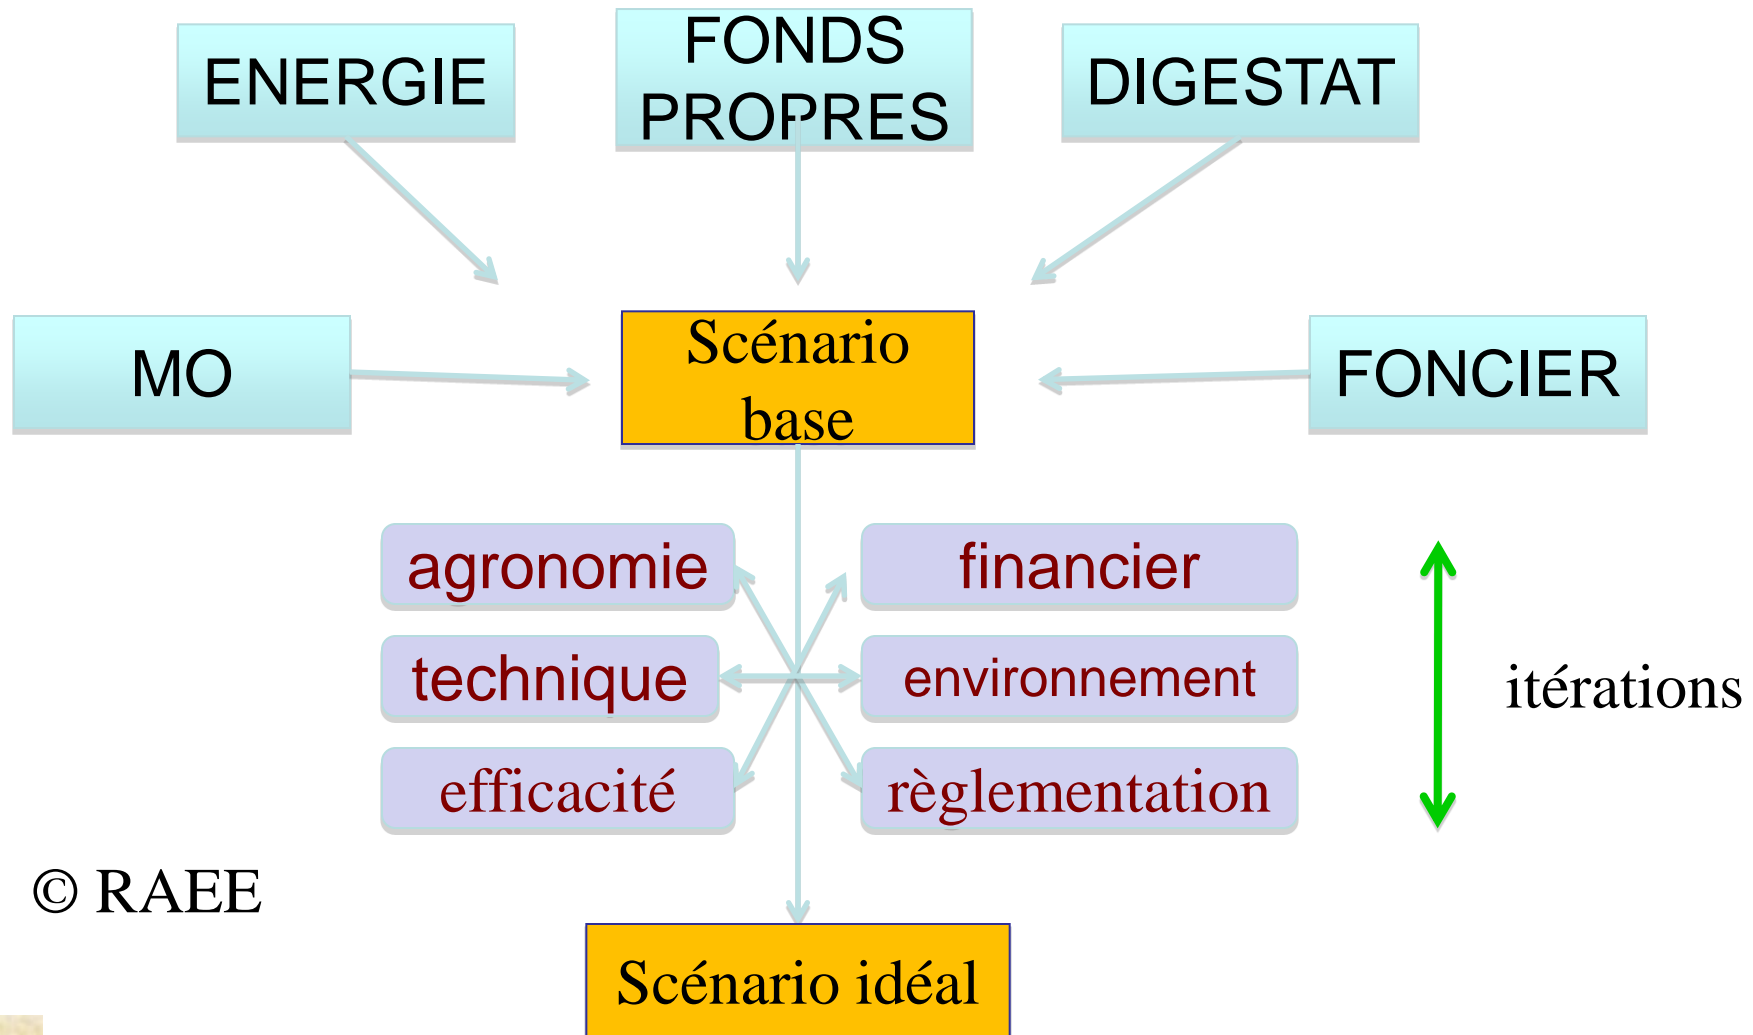 ENERGIE
FONDS
PROPRES
DIGESTAT
MO
Scénario
base
FONCIER
agronomie
financier
technique
environnement
itérations
efficacité
règlementation
© RAEE
Scénario idéal